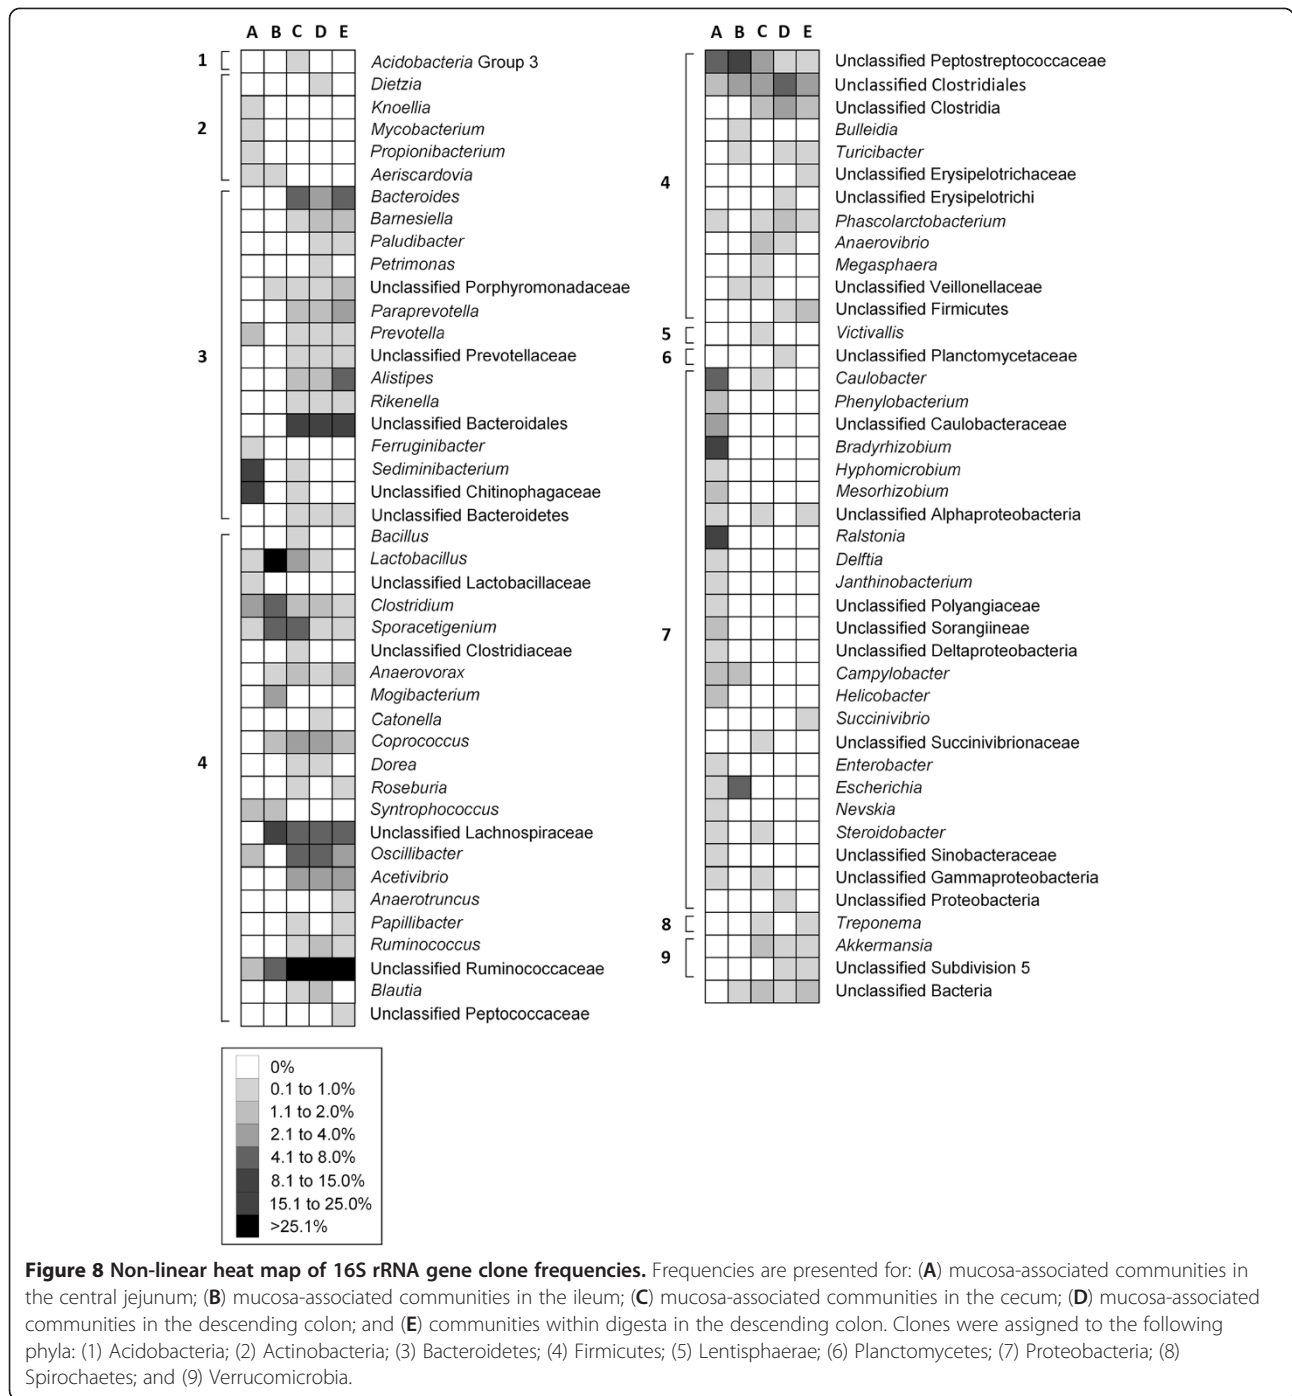 A B C D E
1
Acidobacteria Group 3
Dietzia
Knoellia
2
Mycobacterium
Propionibacterium
Aeriscardovia
Bacteroides
Barnesiella
Paludibacter
Petrimonas
Unclassified Porphyromonadaceae
Paraprevotella
Prevotella
3
Unclassified Prevotellaceae
Alistipes
Rikenella
Unclassified Bacteroidales
Ferruginibacter
Sediminibacterium
Unclassified Chitinophagaceae
Unclassified Bacteroidetes
Bacillus
Lactobacillus
Unclassified Lactobacillaceae
Clostridium
Sporacetigenium
Unclassified Clostridiaceae
Anaerovorax
Mogibacterium
Catonella
Coprococcus
4
Dorea
Roseburia
Syntrophococcus
Unclassified Lachnospiraceae
Oscillibacter
Acetivibrio
Anaerotruncus
Papillibacter
Ruminococcus
Unclassified Ruminococcaceae
Blautia
Unclassified Peptococcaceae
A B C D E
Unclassified Peptostreptococcaceae
Unclassified Clostridiales
Unclassified Clostridia
Bulleidia
Turicibacter
4
Unclassified Erysipelotrichaceae
Unclassified Erysipelotrichi
Phascolarctobacterium
Anaerovibrio
Megasphaera
Unclassified Veillonellaceae
Unclassified Firmicutes
5
Victivallis
6
Unclassified Planctomycetaceae
Caulobacter
Phenylobacterium
Unclassified Caulobacteraceae
Bradyrhizobium
Hyphomicrobium
Mesorhizobium
Unclassified Alphaproteobacteria
Ralstonia
Delftia
Janthinobacterium
Unclassified Polyangiaceae
7
Unclassified Sorangiineae
Unclassified Deltaproteobacteria
Campylobacter
Helicobacter
Succinivibrio
Unclassified Succinivibrionaceae
Enterobacter
Escherichia
Nevskia
Steroidobacter
Unclassified Sinobacteraceae
Unclassified Gammaproteobacteria
Unclassified Proteobacteria
8
Treponema
Akkermansia
9
Unclassified Subdivision 5
Unclassified Bacteria
0%
0.1 to 1.0%
1.1 to 2.0%
2.1 to 4.0%
4.1 to 8.0%
8.1 to 15.0%
15.1 to 25.0%
>25.1%
Figure 8 Non-linear heat map of 16S rRNA gene clone frequencies. Frequencies are presented for: (A) mucosa-associated communities in
the central jejunum; (B) mucosa-associated communities in the ileum; (C) mucosa-associated communities in the cecum; (D) mucosa-associated
communities in the descending colon; and (E) communities within digesta in the descending colon. Clones were assigned to the following
phyla: (1) Acidobacteria; (2) Actinobacteria; (3) Bacteroidetes; (4) Firmicutes; (5) Lentisphaerae; (6) Planctomycetes; (7) Proteobacteria; (8)
Spirochaetes; and (9) Verrucomicrobia.